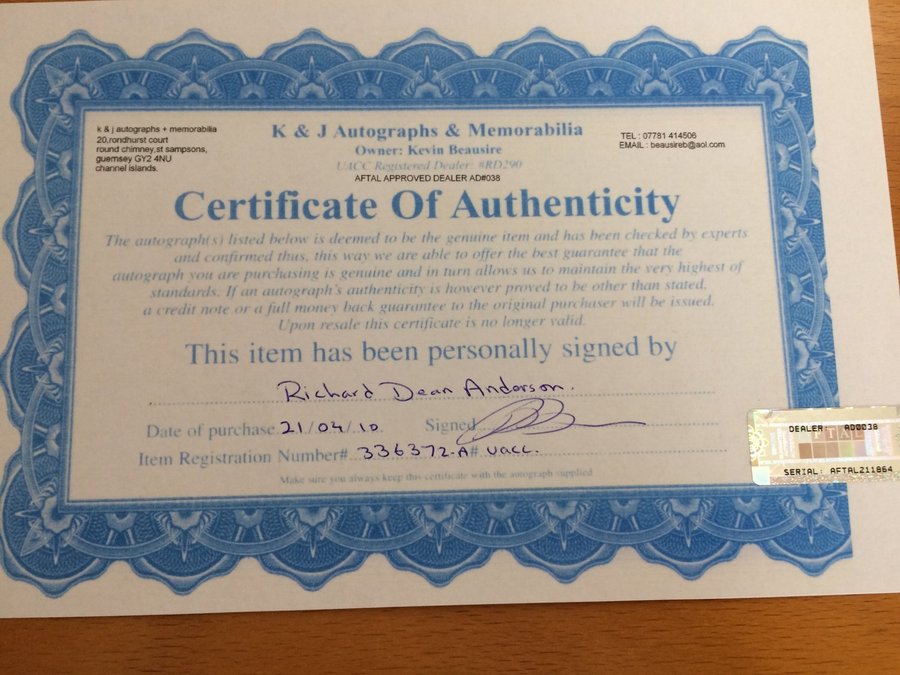 k & j autographs + memorabilia
20,rondhurst court
round chimney,st sampsons,
guernsey GY2 4NU
channel islands.
K & J Autographs & Memorabilia
Owner: Kevin Beausire
UACC Registered Dealer: #RD290
AFTAL APPROVED DEALER AD#038
TEL : 07781 414506
EMAIL : beausireb@aol.com
Certificate Of Authenticity
The autograph(s) listed below is deemed to be the genuine item and has been checked by experts
and confirmed thus, this way we are able to offer the best guarantee that the
autograph you are purchasing is genuine and in turn allows us to maintain the very highest of
standards. If an autograph's authenticity is however proved to be other than stated,
a credit note or a full money back guarantee to the original purchaser will be issued.
Upon resale this certificate is no longer valid.
This item has been personally signed by
Richard Dean Anderson.
Date of purchase 21/04/10 Signed
Item Registration Number# 336372-A# uacc.
Make sure you always keep this certificate with the autograph supplied
DEALER: AD0038
FTAL
SERIAL: AFTAL211864